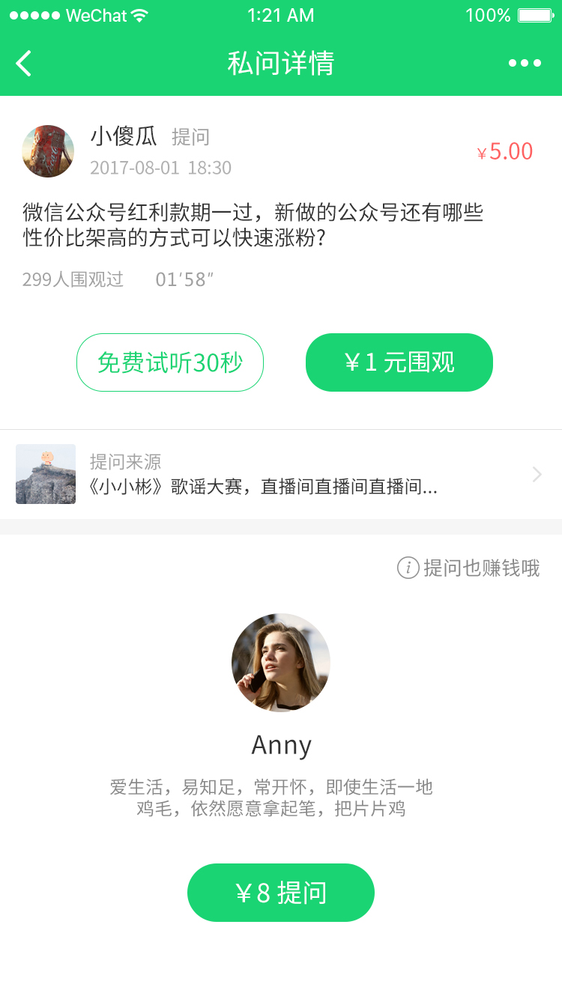 WeChat 1:21 AM 100%
私问详情
小傻瓜 提问
2017-08-01 18:30
¥5.00
微信公众号红利款期一过，新做的公众号还有哪些
性价比架高的方式可以快速涨粉?
299人围观过 01′58″
免费试听30秒
¥1 元围观
提问来源
《小小彬》歌谣大赛，直播间直播间直播间...
提问也赚钱哦
Anny
爱生活，易知足，常开怀，即使生活一地
鸡毛，依然愿意拿起笔，把片片鸡
¥8 提问